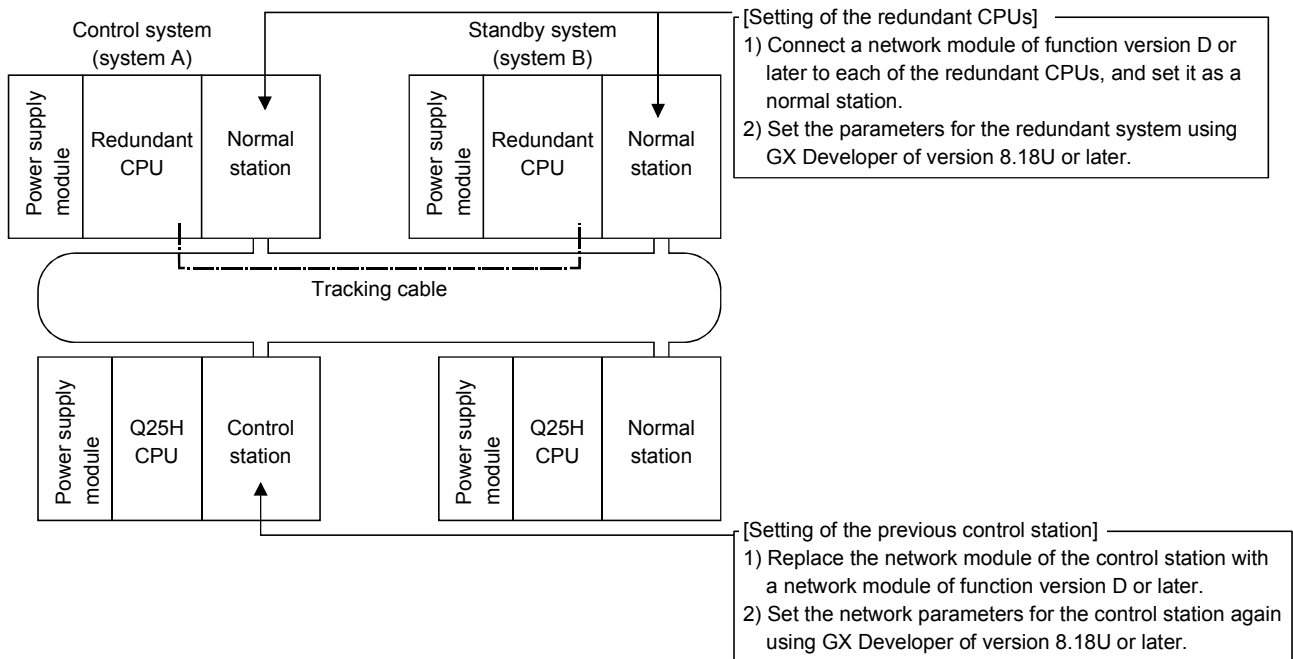 Control system
(system A)
Standby system
(system B)
[Setting of the redundant CPUs]
1) Connect a network module of function version D or
later to each of the redundant CPUs, and set it as a
normal station.
2) Set the parameters for the redundant system using
GX Developer of version 8.18U or later.
Power supply
module
Redundant
CPU
Normal
station
Power supply
module
Redundant
CPU
Normal
station
Tracking cable
Power supply
module
Q25H
CPU
Control
station
Power supply
module
Q25H
CPU
Normal
station
[Setting of the previous control station]
1) Replace the network module of the control station with
a network module of function version D or later.
2) Set the network parameters for the control station again
using GX Developer of version 8.18U or later.